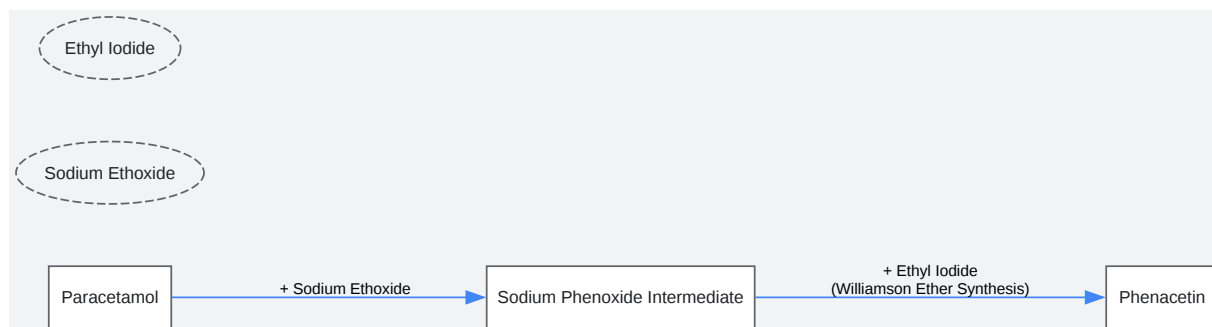 Ethyl Iodide
Sodium Ethoxide
Paracetamol
+ Sodium Ethoxide
Sodium Phenoxide Intermediate
+ Ethyl Iodide
(Williamson Ether Synthesis)
Phenacetin